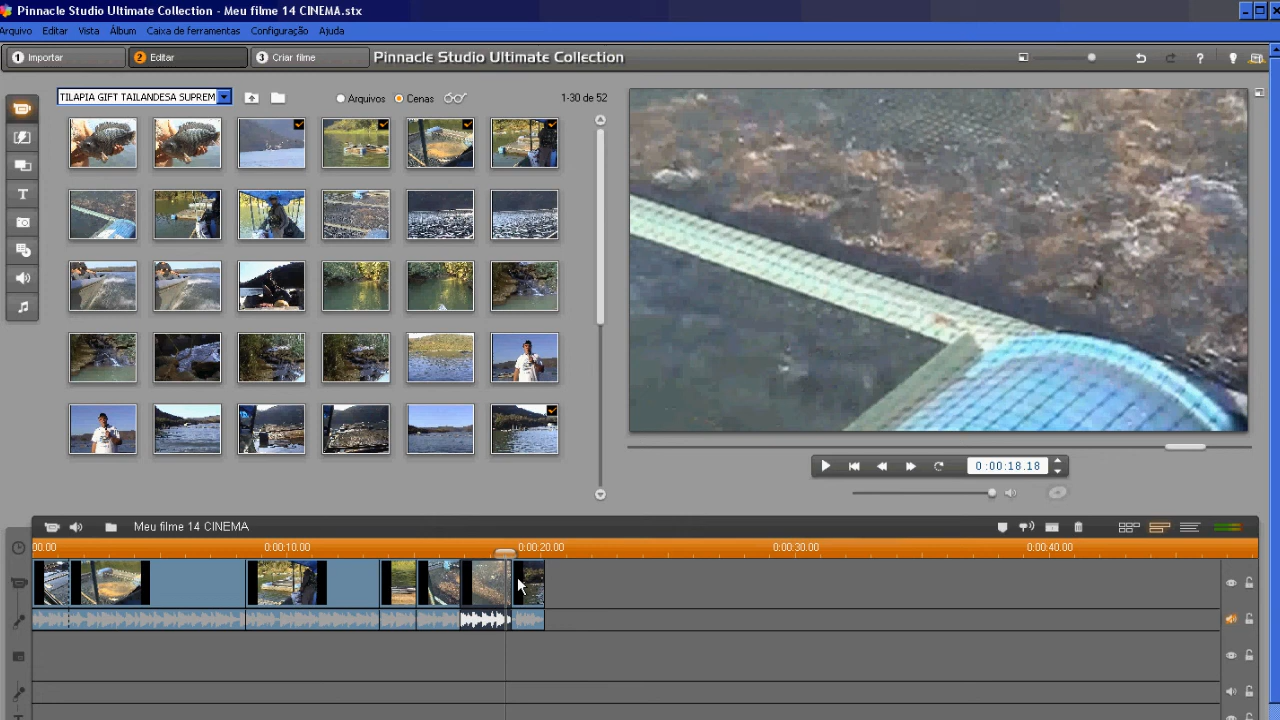 Pinnacle Studio Ultimate Collection - Meu filme 14 CINEMA.stx
Arquivo Editar Vista Álbum Caixa de ferramentas Configuração Ajuda
1 Importar 2 Editar 3 Criar filme Pinnacle Studio Ultimate Collection
TILAPIA GIFT TAILANDESA SUPREM Arquivos Cenas 1-30 de 52
0:00:18.18
Meu filme 14 CINEMA
00.00 0:00:10.00 0:00:20.00 0:00:30.00 0:00:40.00